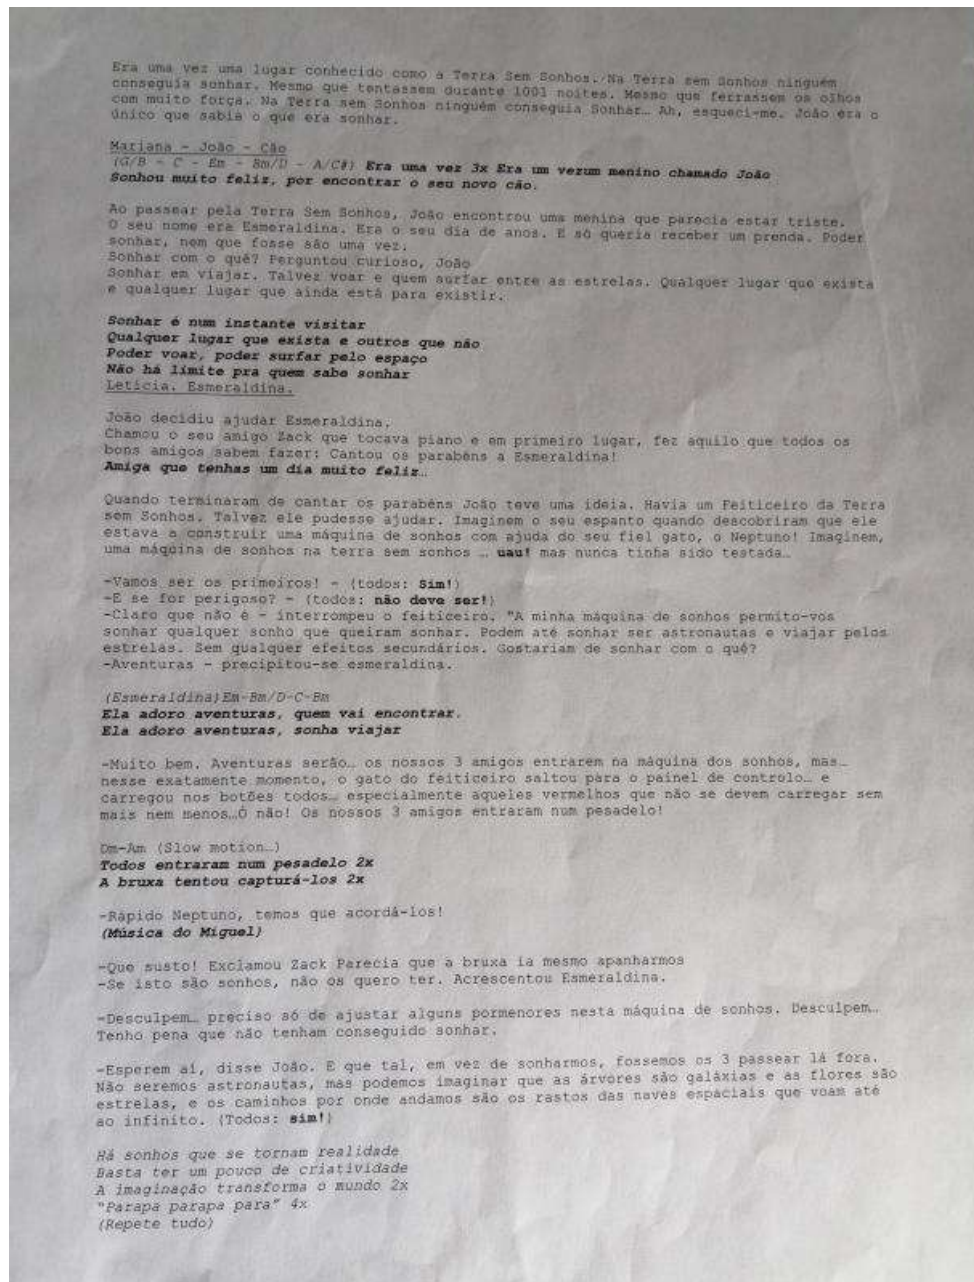 Era uma vez uma lugar conhecido como a Terra Sem Sonhos. Na Terra sem Sonhos ninguém
conseguia sonhar. Mesmo que tentassem durante 1001 noites. Mesmo que ferrassem os olhos
com muito força. Na Terra sem Sonhos ninguém conseguia Sonhar… Ah, esqueci-me. João era o
único que sabia o que era sonhar.
Mariana - João - Cão
(G/B - C - Em - Bm/D - A/C#) Era uma vez 3x Era um vezum menino chamado João
Sonhou muito feliz, por encontrar o seu novo cão.
Ao passear pela Terra Sem Sonhos, João encontrou uma menina que parecia estar triste.
O seu nome era Esmeraldina. Era o seu dia de anos. E só queria receber um prenda. Poder
sonhar, nem que fosse são uma vez.
Sonhar com o quê? Perguntou curioso, João
Sonhar em viajar. Talvez voar e quem surfar entre as estrelas. Qualquer lugar que exista
e qualquer lugar que ainda está para existir.
Sonhar é num instante visitar
Qualquer lugar que exista e outros que não
Poder voar, poder surfar pelo espaço
Não há limite pra quem sabe sonhar
Letícia. Esmeraldina.
João decidiu ajudar Esmeraldina.
Chamou o seu amigo Zack que tocava piano e em primeiro lugar, fez aquilo que todos os
bons amigos sabem fazer: Cantou os parabéns a Esmeraldina!
Amiga que tenhas um dia muito feliz…
Quando terminaram de cantar os parabéns João teve uma ideia. Havia um Feiticeiro da Terra
sem Sonhos. Talvez ele pudesse ajudar. Imaginem o seu espanto quando descobriram que ele
estava a construir uma máquina de sonhos com ajuda do seu fiel gato, o Neptuno! Imaginem,
uma máquina de sonhos na terra sem sonhos … uau! mas nunca tinha sido testada…
-Vamos ser os primeiros! - (todos: Sim!)
-E se for perigoso? - (todos: não deve ser!)
-Claro que não é - interrompeu o feiticeiro. "A minha máquina de sonhos permito-vos
sonhar qualquer sonho que queiram sonhar. Podem até sonhar ser astronautas e viajar pelos
estrelas. Sem qualquer efeitos secundários. Gostariam de sonhar com o quê?
-Aventuras - precipitou-se esmeraldina.
(Esmeraldina)Em-Bm/D-C-Bm
Ela adoro aventuras, quem vai encontrar.
Ela adoro aventuras, sonha viajar
-Muito bem. Aventuras serão… os nossos 3 amigos entrarem na máquina dos sonhos, mas…
nesse exatamente momento, o gato do feiticeiro saltou para o painel de controlo… e
carregou nos botões todos… especialmente aqueles vermelhos que não se devem carregar sem
mais nem menos…Ó não! Os nossos 3 amigos entraram num pesadelo!
Dm-Am (Slow motion…)
Todos entraram num pesadelo 2x
A bruxa tentou capturá-los 2x
-Rápido Neptuno, temos que acordá-los!
(Música do Miguel)
-Que susto! Exclamou Zack Parecia que a bruxa ia mesmo apanharmos
-Se isto são sonhos, não os quero ter. Acrescentou Esmeraldina.
-Desculpem… preciso só de ajustar alguns pormenores nesta máquina de sonhos. Desculpem…
Tenho pena que não tenham conseguido sonhar.
-Esperem aí, disse João. E que tal, em vez de sonharmos, fossemos os 3 passear lá fora.
Não seremos astronautas, mas podemos imaginar que as árvores são galáxias e as flores são
estrelas, e os caminhos por onde andamos são os rastos das naves espaciais que voam até
ao infinito. (Todos: sim!)
Há sonhos que se tornam realidade
Basta ter um pouco de criatividade
A imaginação transforma o mundo 2x
"Parapa parapa para" 4x
(Repete tudo)